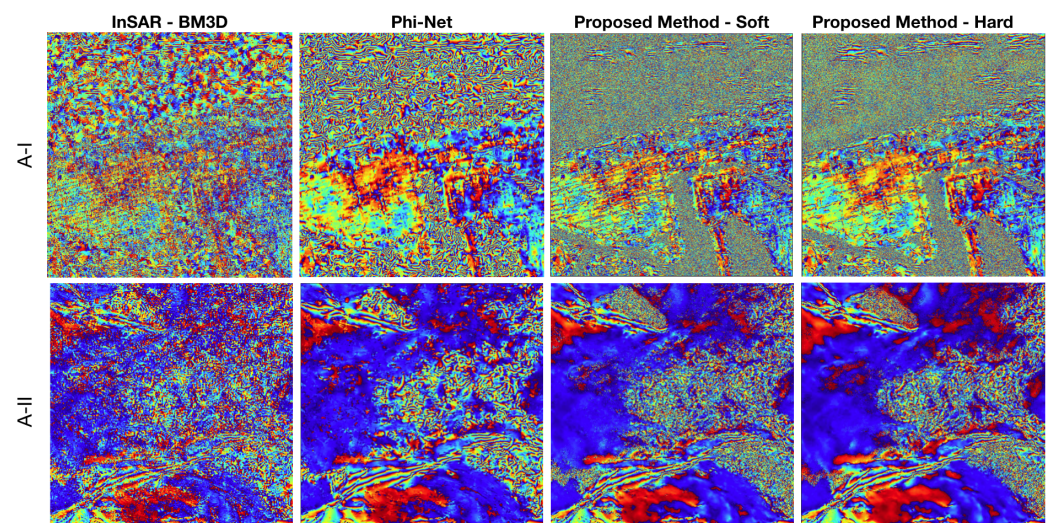 InSAR - BM3D Phi-Net Proposed Method - Soft Proposed Method - Hard
A-I
A-II